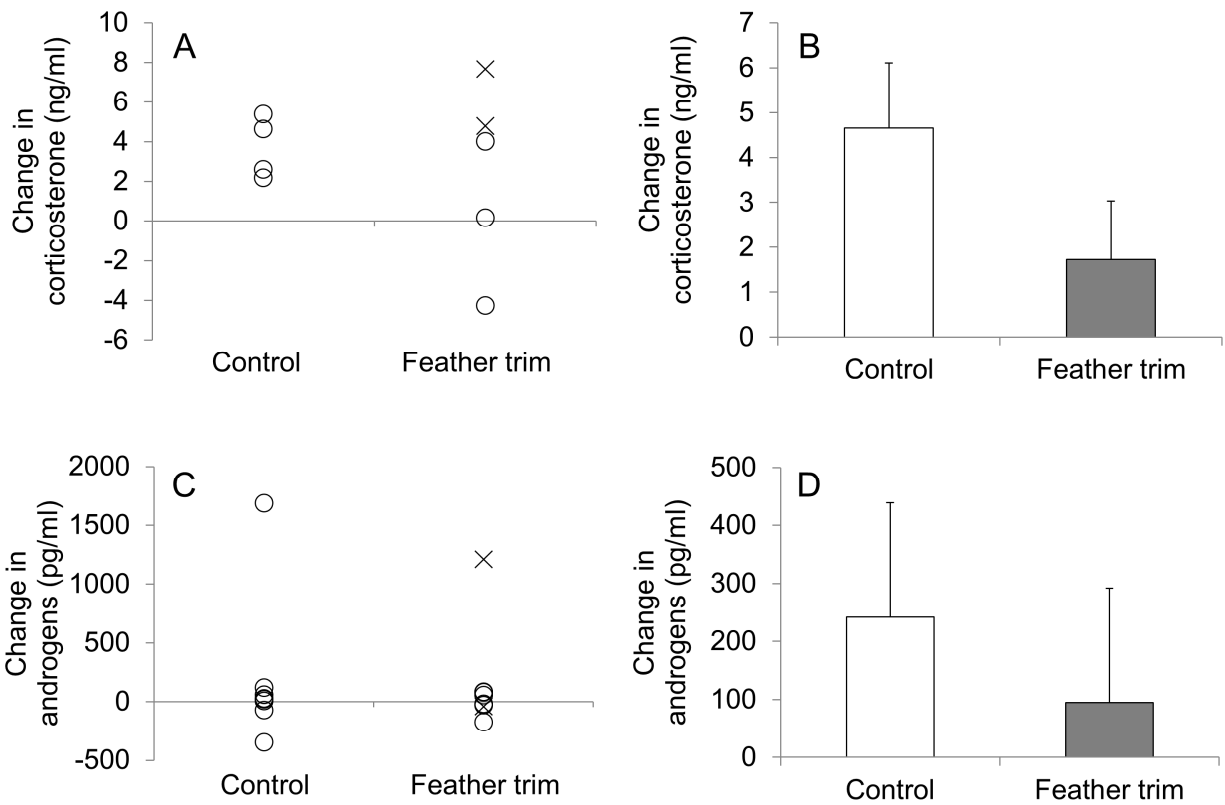 A
Change in
corticosterone (ng/ml)
10
8
6
4
2
0
-2
-4
-6
Control
Feather trim
B
Change in
corticosterone (ng/ml)
7
6
5
4
3
2
1
0
Control
Feather trim
C
Change in
androgens (pg/ml)
2000
1500
1000
500
0
-500
Control
Feather trim
D
Change in
androgens (pg/ml)
500
400
300
200
100
0
Control
Feather trim